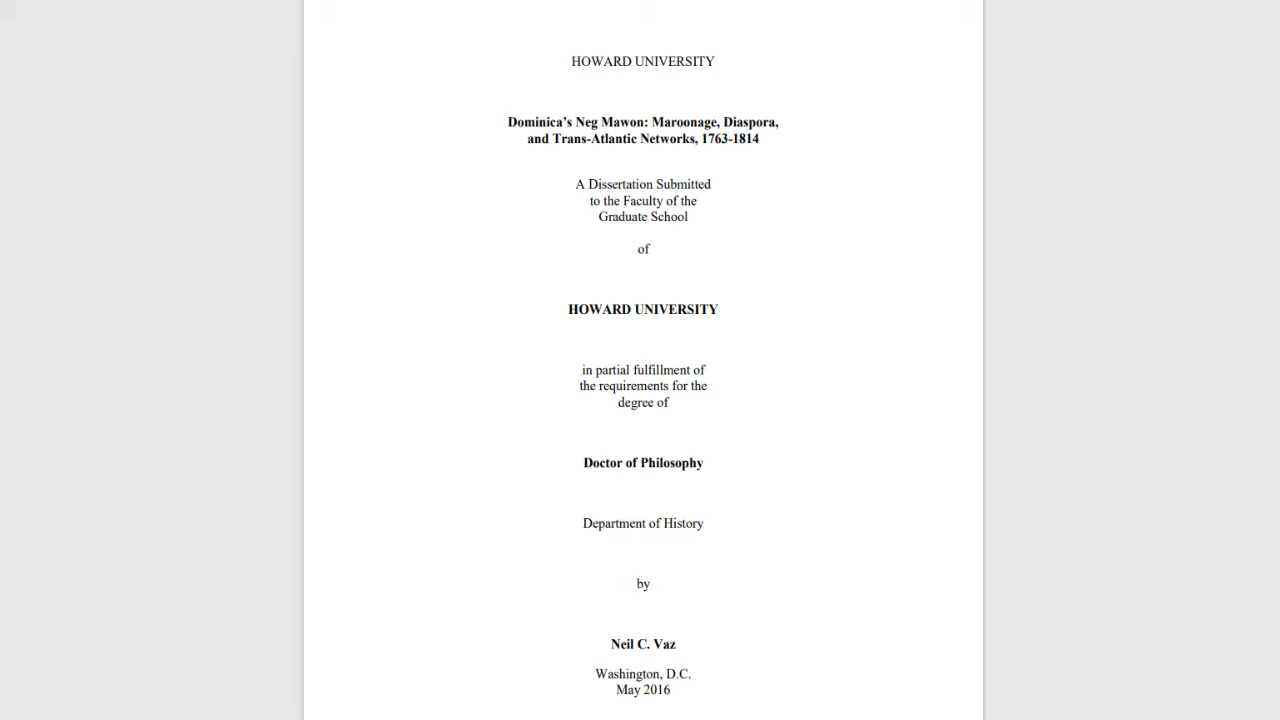 HOWARD UNIVERSITY
Dominica’s Neg Mawon: Maroonage, Diaspora,
and Trans-Atlantic Networks, 1763-1814
A Dissertation Submitted
to the Faculty of the
Graduate School
of
HOWARD UNIVERSITY
in partial fulfillment of
the requirements for the
degree of
Doctor of Philosophy
Department of History
by
Neil C. Vaz
Washington, D.C.
May 2016